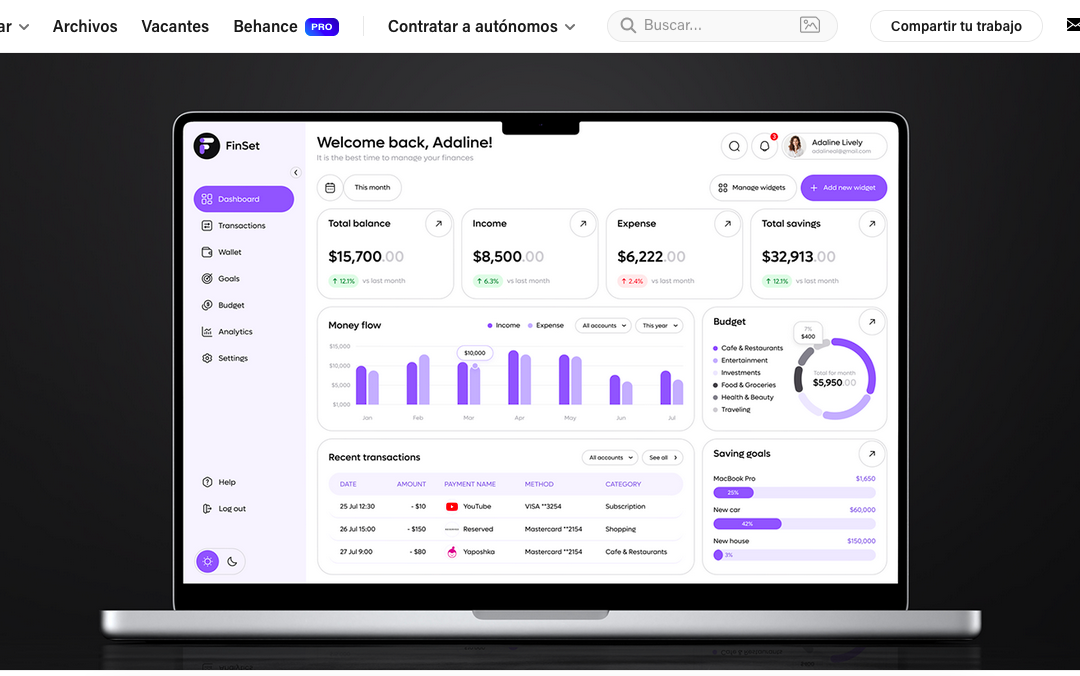 ar Archivos Vacantes Behance PRO Contratar a autónomos Buscar... Compartir tu trabajo
FinSet
Dashboard
Transactions
Wallet
Goals
Budget
Analytics
Settings
Help
Log out
Welcome back, Adaline!
It is the best time to manage your finances
3
Adaline Lively
adalineal@gmail.com
This month
Manage widgets
+ Add new widget
Total balance
$15,700.00
↑ 12.1% vs last month
Income
$8,500.00
↑ 6.3% vs last month
Expense
$6,222.00
↑ 2.4% vs last month
Total savings
$32,913.00
↑ 12.1% vs last month
Money flow
Income Expense All accounts This year
$15,000
$10,000
$5,000
$1,000
$10,000
Jan Feb Mar Apr May Jun Jul
Budget
Cafe & Restaurants
Entertainment
Investments
Food & Groceries
Health & Beauty
Traveling
7%
$400
Total for month
$5,950.00
Recent transactions
All accounts See all
DATE AMOUNT PAYMENT NAME METHOD CATEGORY
25 Jul 12:30 - $10 YouTube VISA **3254 Subscription
26 Jul 15:00 - $150 Reserved Mastercard **2154 Shopping
27 Jul 9:00 - $80 Yaposhka Mastercard **2154 Cafe & Restaurants
Saving goals
MacBook Pro $1,650
25%
New car $60,000
42%
New house $150,000
3%